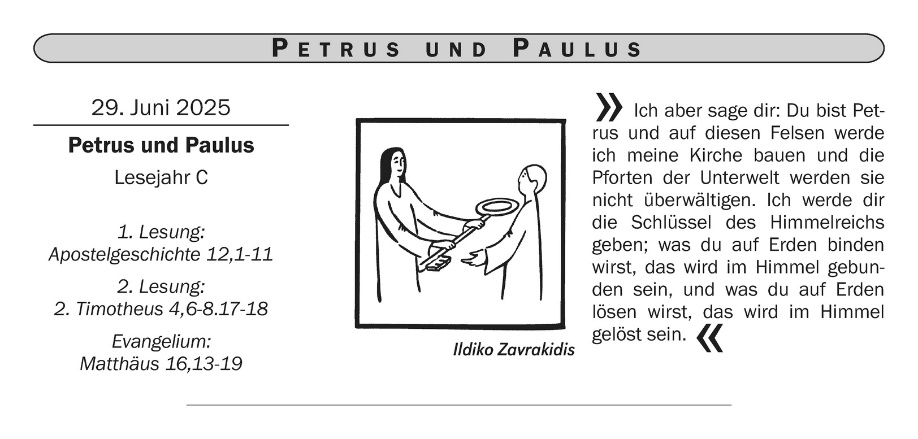 PETRUS UND PAULUS
29. Juni 2025
Petrus und Paulus
Lesejahr C
1. Lesung:
Apostelgeschichte 12,1-11
2. Lesung:
2. Timotheus 4,6-8.17-18
Evangelium:
Matthäus 16,13-19
Ildiko Zavrakidis
» Ich aber sage dir: Du bist Pet-
rus und auf diesen Felsen werde
ich meine Kirche bauen und die
Pforten der Unterwelt werden sie
nicht überwältigen. Ich werde dir
die Schlüssel des Himmelreichs
geben; was du auf Erden binden
wirst, das wird im Himmel gebun-
den sein, und was du auf Erden
lösen wirst, das wird im Himmel
gelöst sein. «